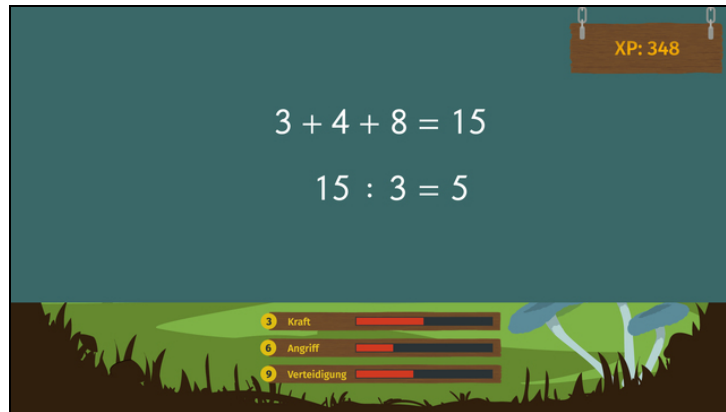 XP: 348
3 + 4 + 8 = 15
15 : 3 = 5
3 Kraft
6 Angriff
9 Verteidigung